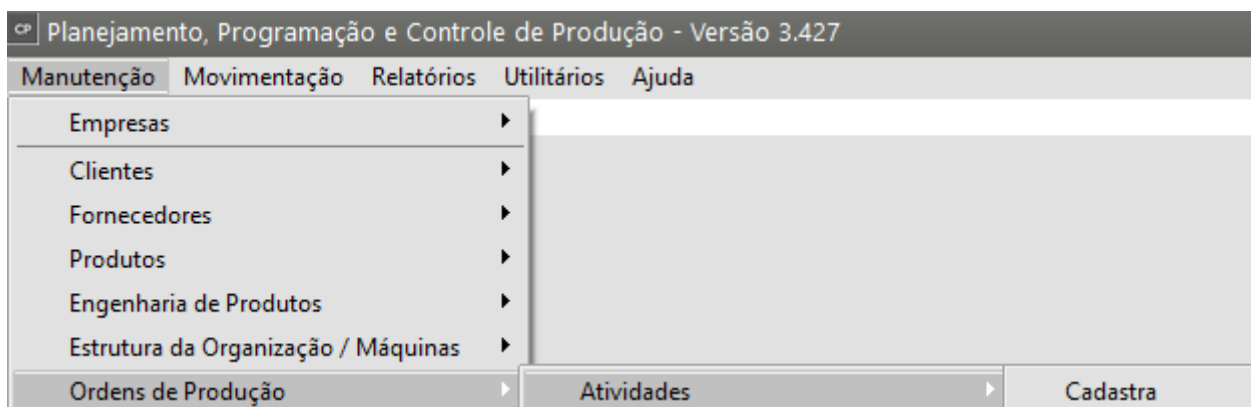 CP Planejamento, Programação e Controle de Produção - Versão 3.427
Manutenção Movimentação Relatórios Utilitários Ajuda
Empresas
Clientes
Fornecedores
Produtos
Engenharia de Produtos
Estrutura da Organização / Máquinas
Ordens de Produção Atividades Cadastra